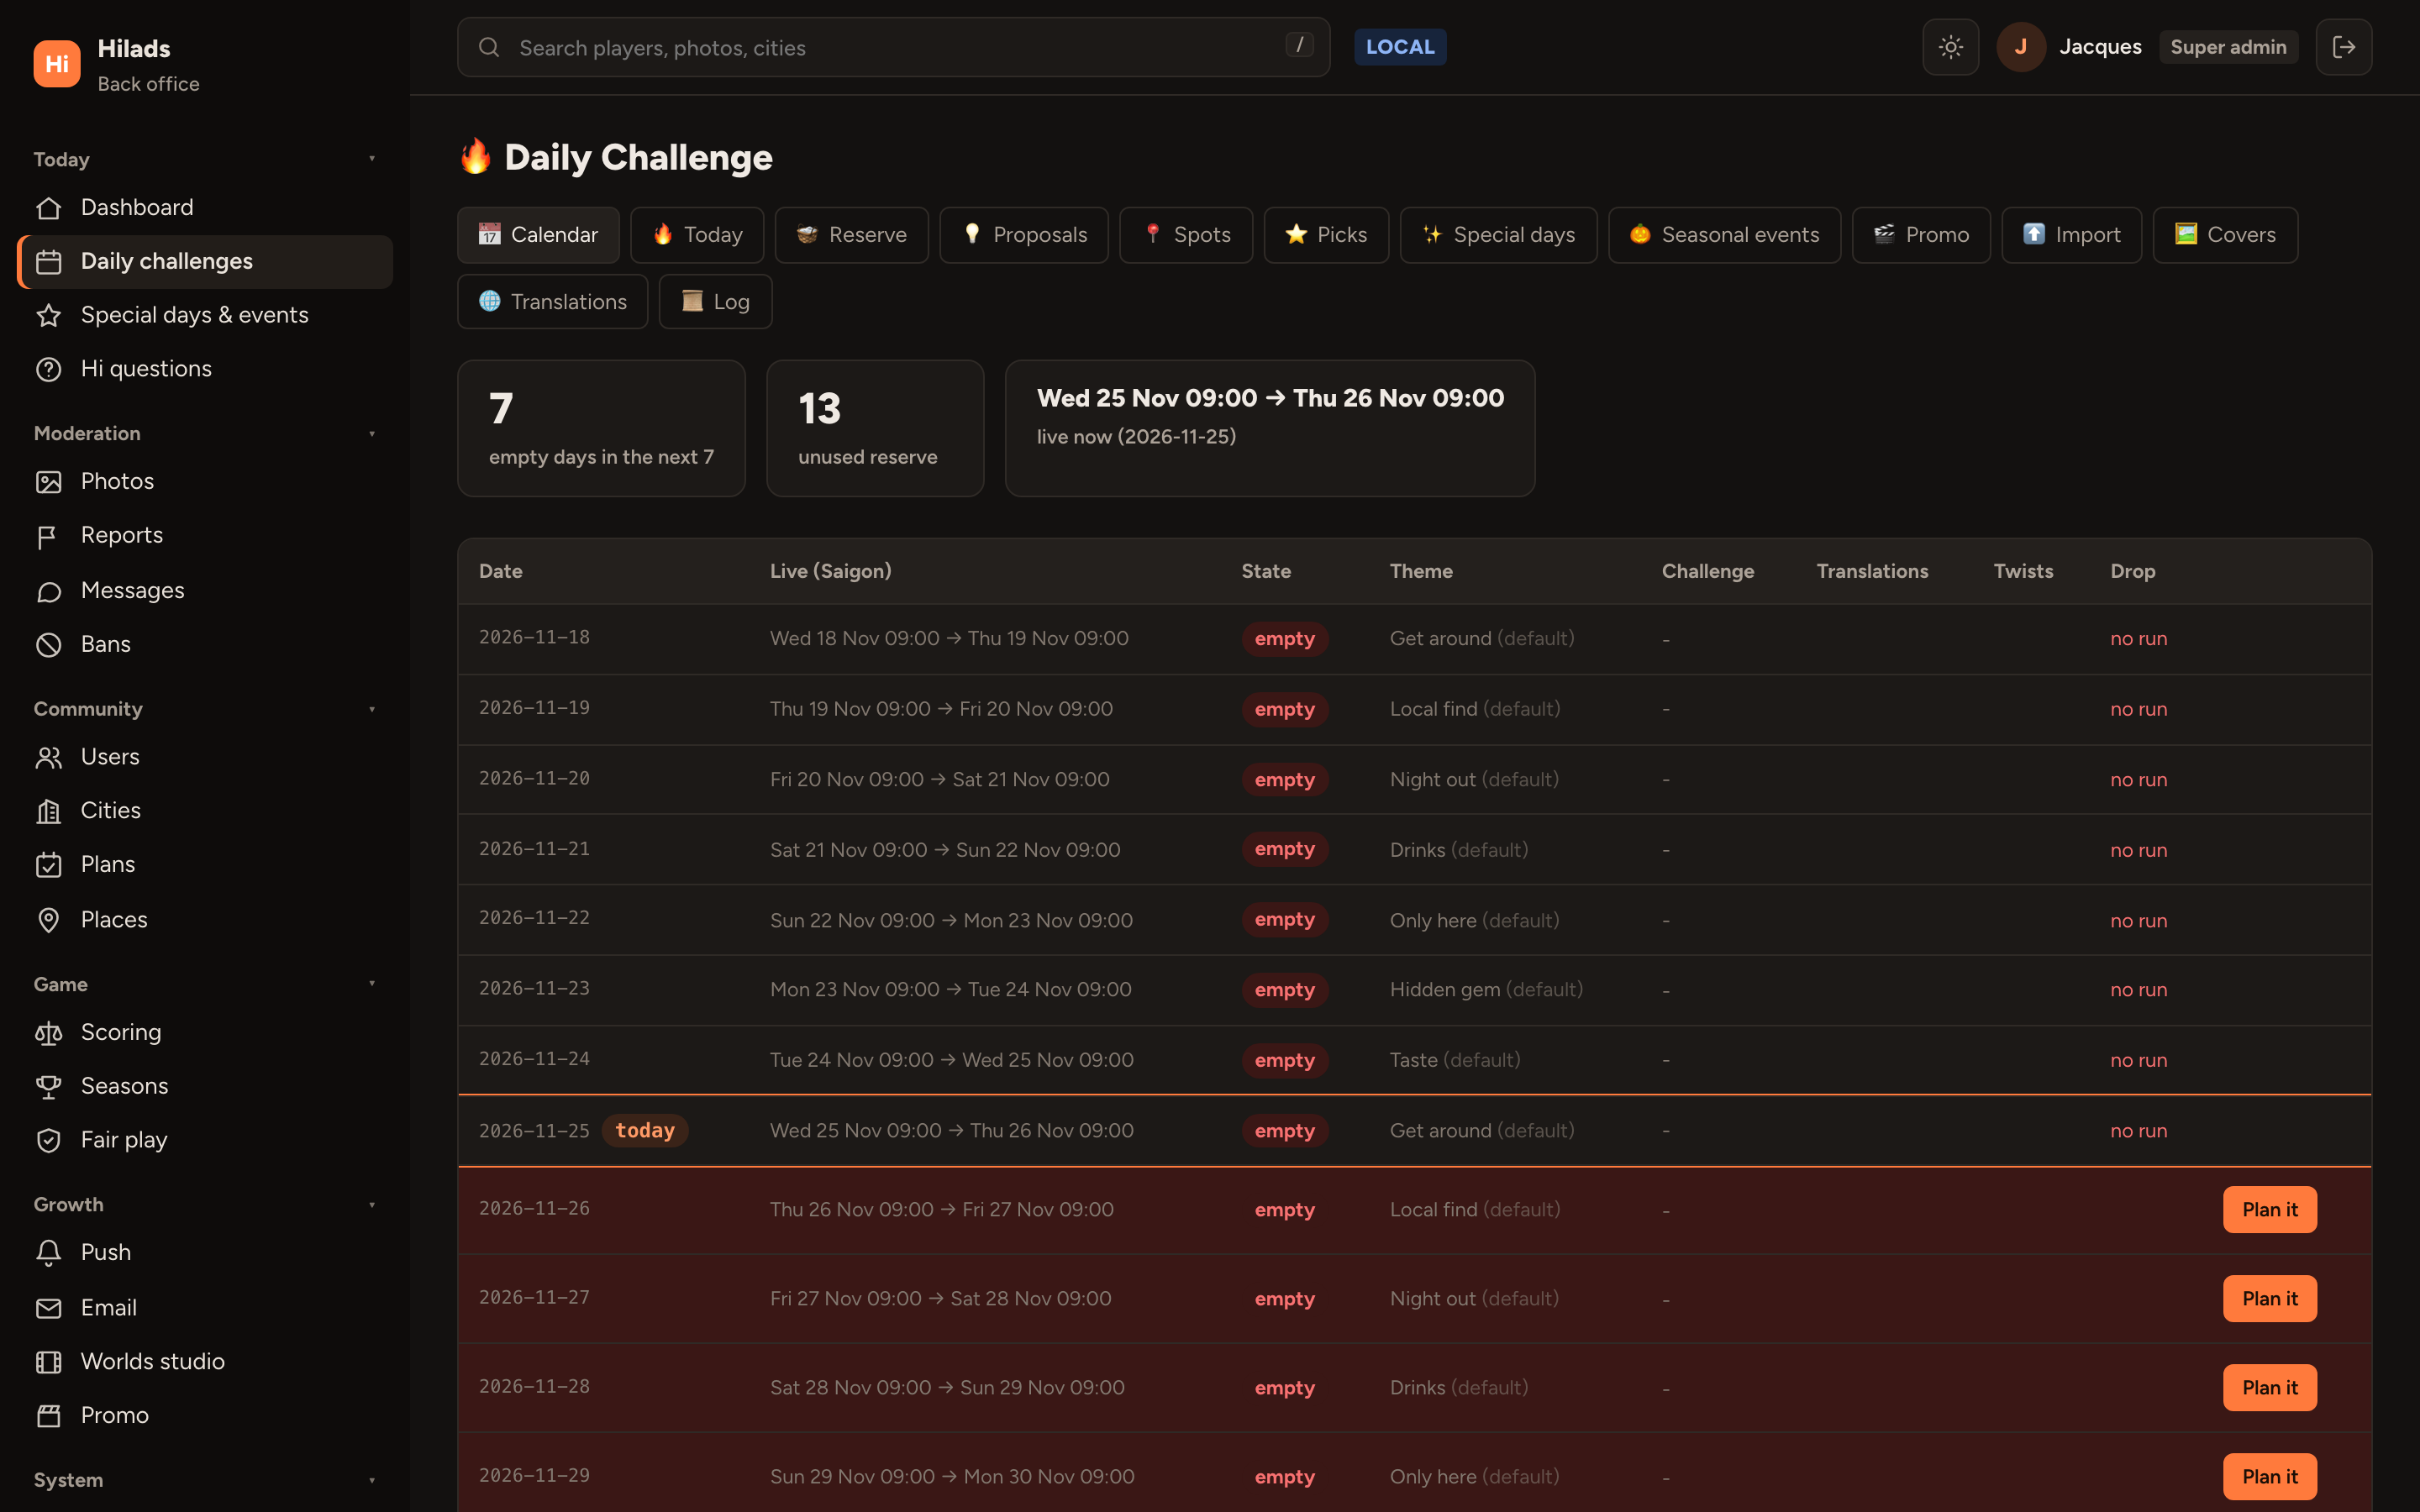 Hi
Hilads
Back office
Today
Dashboard
Daily challenges
Special days & events
Hi questions
Moderation
Photos
Reports
Messages
Bans
Community
Users
Cities
Plans
Places
Game
Scoring
Seasons
Fair play
Growth
Push
Email
Worlds studio
Promo
System
Search players, photos, cities /
LOCAL
J Jacques Super admin
🔥 Daily Challenge
📅 Calendar 🔥 Today 🧺 Reserve 💡 Proposals 📍 Spots ⭐ Picks ✨ Special days 🎃 Seasonal events 🎬 Promo ⬆️ Import 🖼️ Covers
🌐 Translations 📜 Log
7
empty days in the next 7
13
unused reserve
Wed 25 Nov 09:00 → Thu 26 Nov 09:00
live now (2026-11-25)
Date Live (Saigon) State Theme Challenge Translations Twists Drop
2026-11-18 Wed 18 Nov 09:00 → Thu 19 Nov 09:00 empty Get around (default) - no run
2026-11-19 Thu 19 Nov 09:00 → Fri 20 Nov 09:00 empty Local find (default) - no run
2026-11-20 Fri 20 Nov 09:00 → Sat 21 Nov 09:00 empty Night out (default) - no run
2026-11-21 Sat 21 Nov 09:00 → Sun 22 Nov 09:00 empty Drinks (default) - no run
2026-11-22 Sun 22 Nov 09:00 → Mon 23 Nov 09:00 empty Only here (default) - no run
2026-11-23 Mon 23 Nov 09:00 → Tue 24 Nov 09:00 empty Hidden gem (default) - no run
2026-11-24 Tue 24 Nov 09:00 → Wed 25 Nov 09:00 empty Taste (default) - no run
2026-11-25 today Wed 25 Nov 09:00 → Thu 26 Nov 09:00 empty Get around (default) - no run
2026-11-26 Thu 26 Nov 09:00 → Fri 27 Nov 09:00 empty Local find (default) - Plan it
2026-11-27 Fri 27 Nov 09:00 → Sat 28 Nov 09:00 empty Night out (default) - Plan it
2026-11-28 Sat 28 Nov 09:00 → Sun 29 Nov 09:00 empty Drinks (default) - Plan it
2026-11-29 Sun 29 Nov 09:00 → Mon 30 Nov 09:00 empty Only here (default) - Plan it